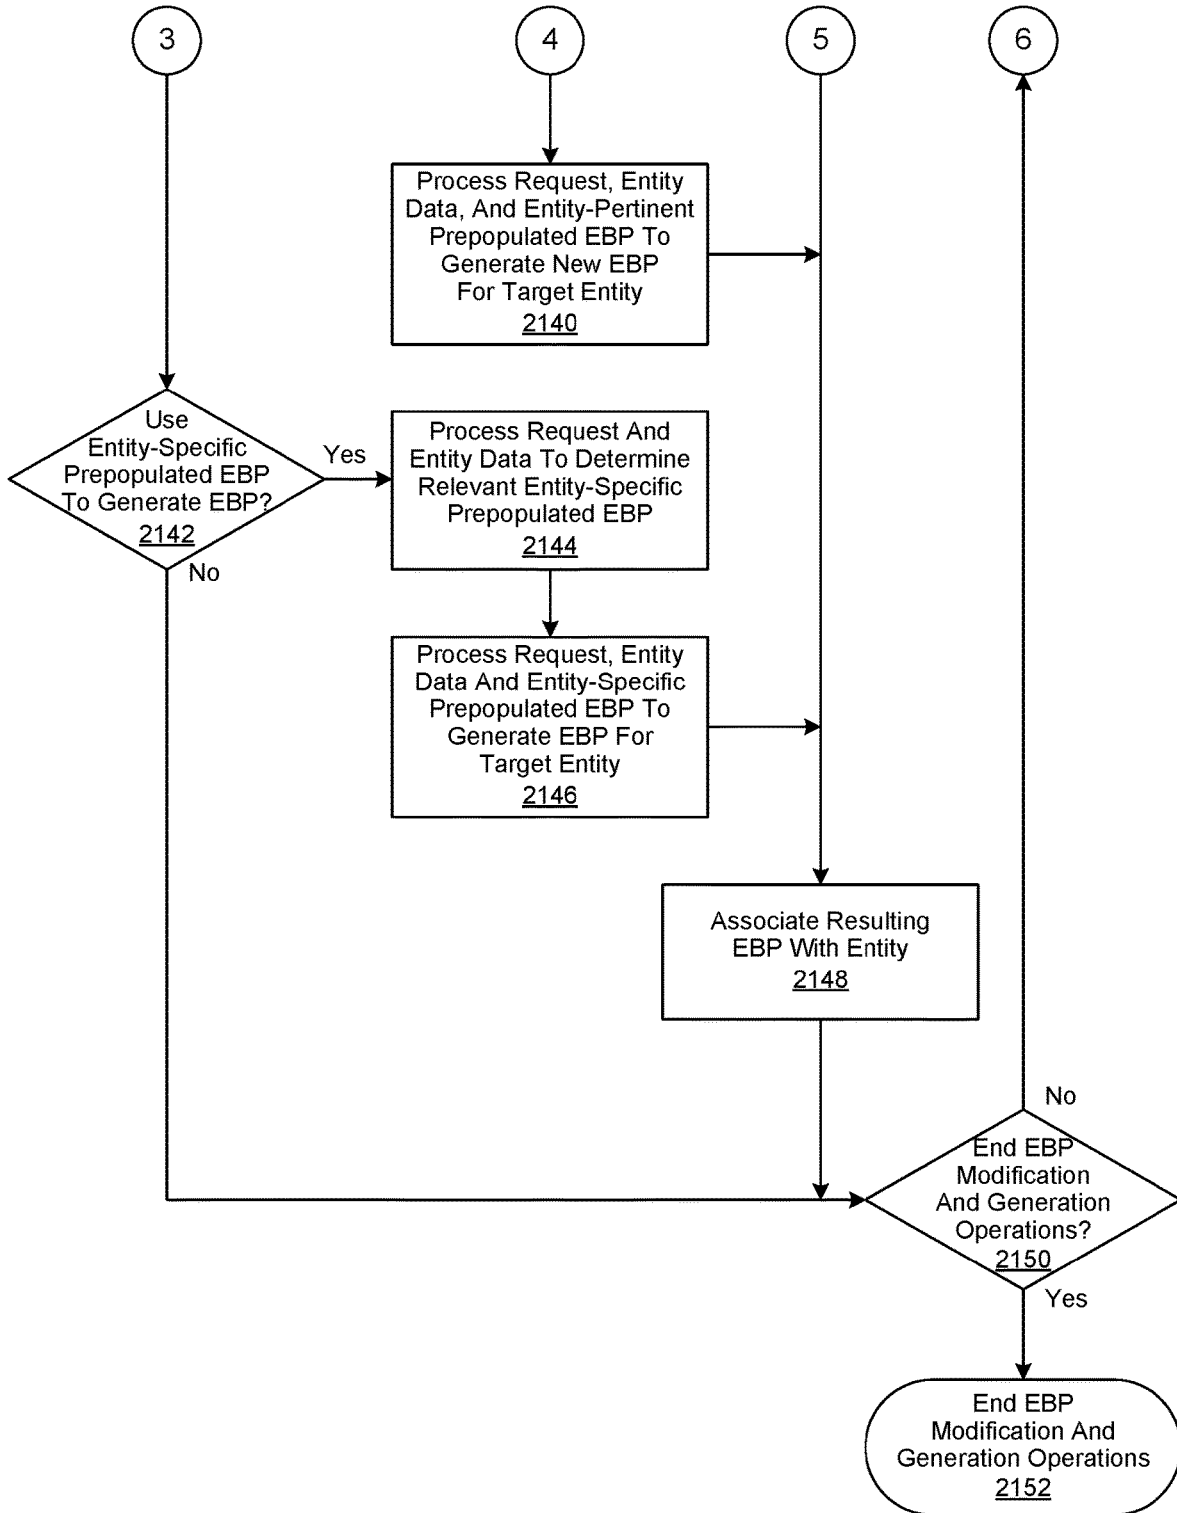 3
4
5
6
Process Request, Entity
Data, And Entity-Pertinent
Prepopulated EBP To
Generate New EBP
For Target Entity
2140
Use
Entity-Specific
Prepopulated EBP
To Generate EBP?
2142
Yes
No
Process Request And
Entity Data To Determine
Relevant Entity-Specific
Prepopulated EBP
2144
Process Request, Entity
Data And Entity-Specific
Prepopulated EBP To
Generate EBP For
Target Entity
2146
Associate Resulting
EBP With Entity
2148
No
End EBP
Modification
And Generation
Operations?
2150
Yes
End EBP
Modification And
Generation Operations
2152